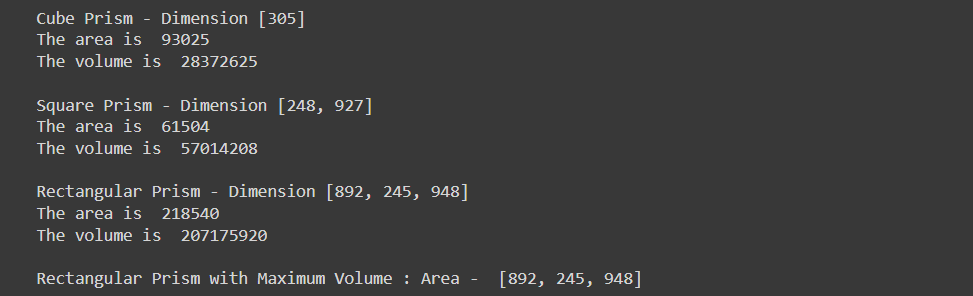 Cube Prism - Dimension [305]
The area is  93025
The volume is  28372625
Square Prism - Dimension [248, 927]
The area is  61504
The volume is  57014208
Rectangular Prism - Dimension [892, 245, 948]
The area is  218540
The volume is  207175920
Rectangular Prism with Maximum Volume : Area -  [892, 245, 948]